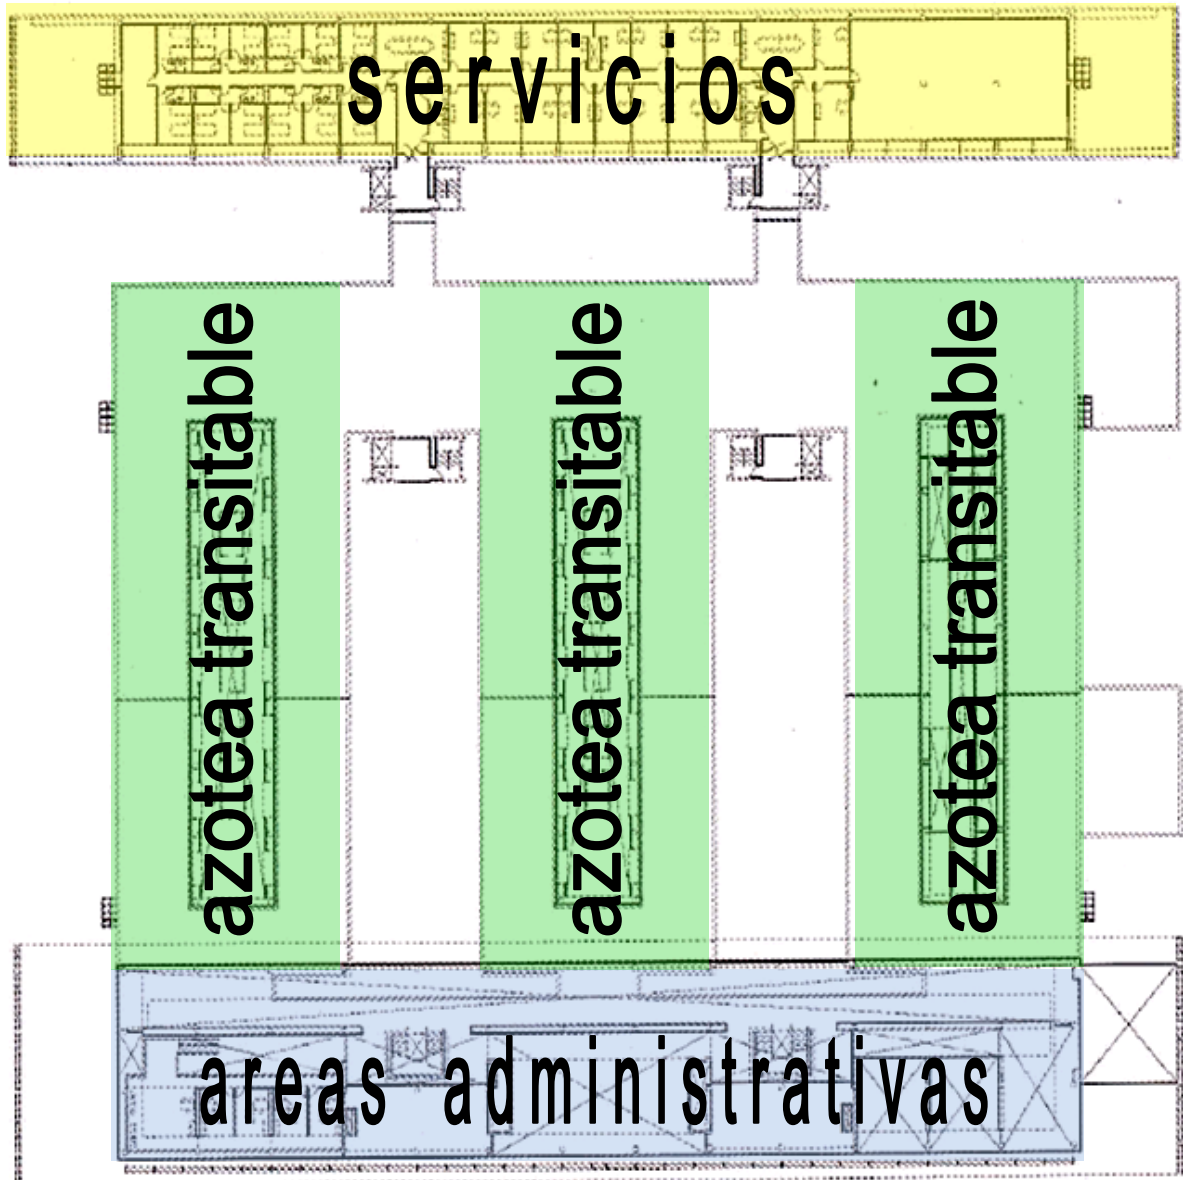 servicios
azotea transitable
azotea transitable
azotea transitable
areas administrativas